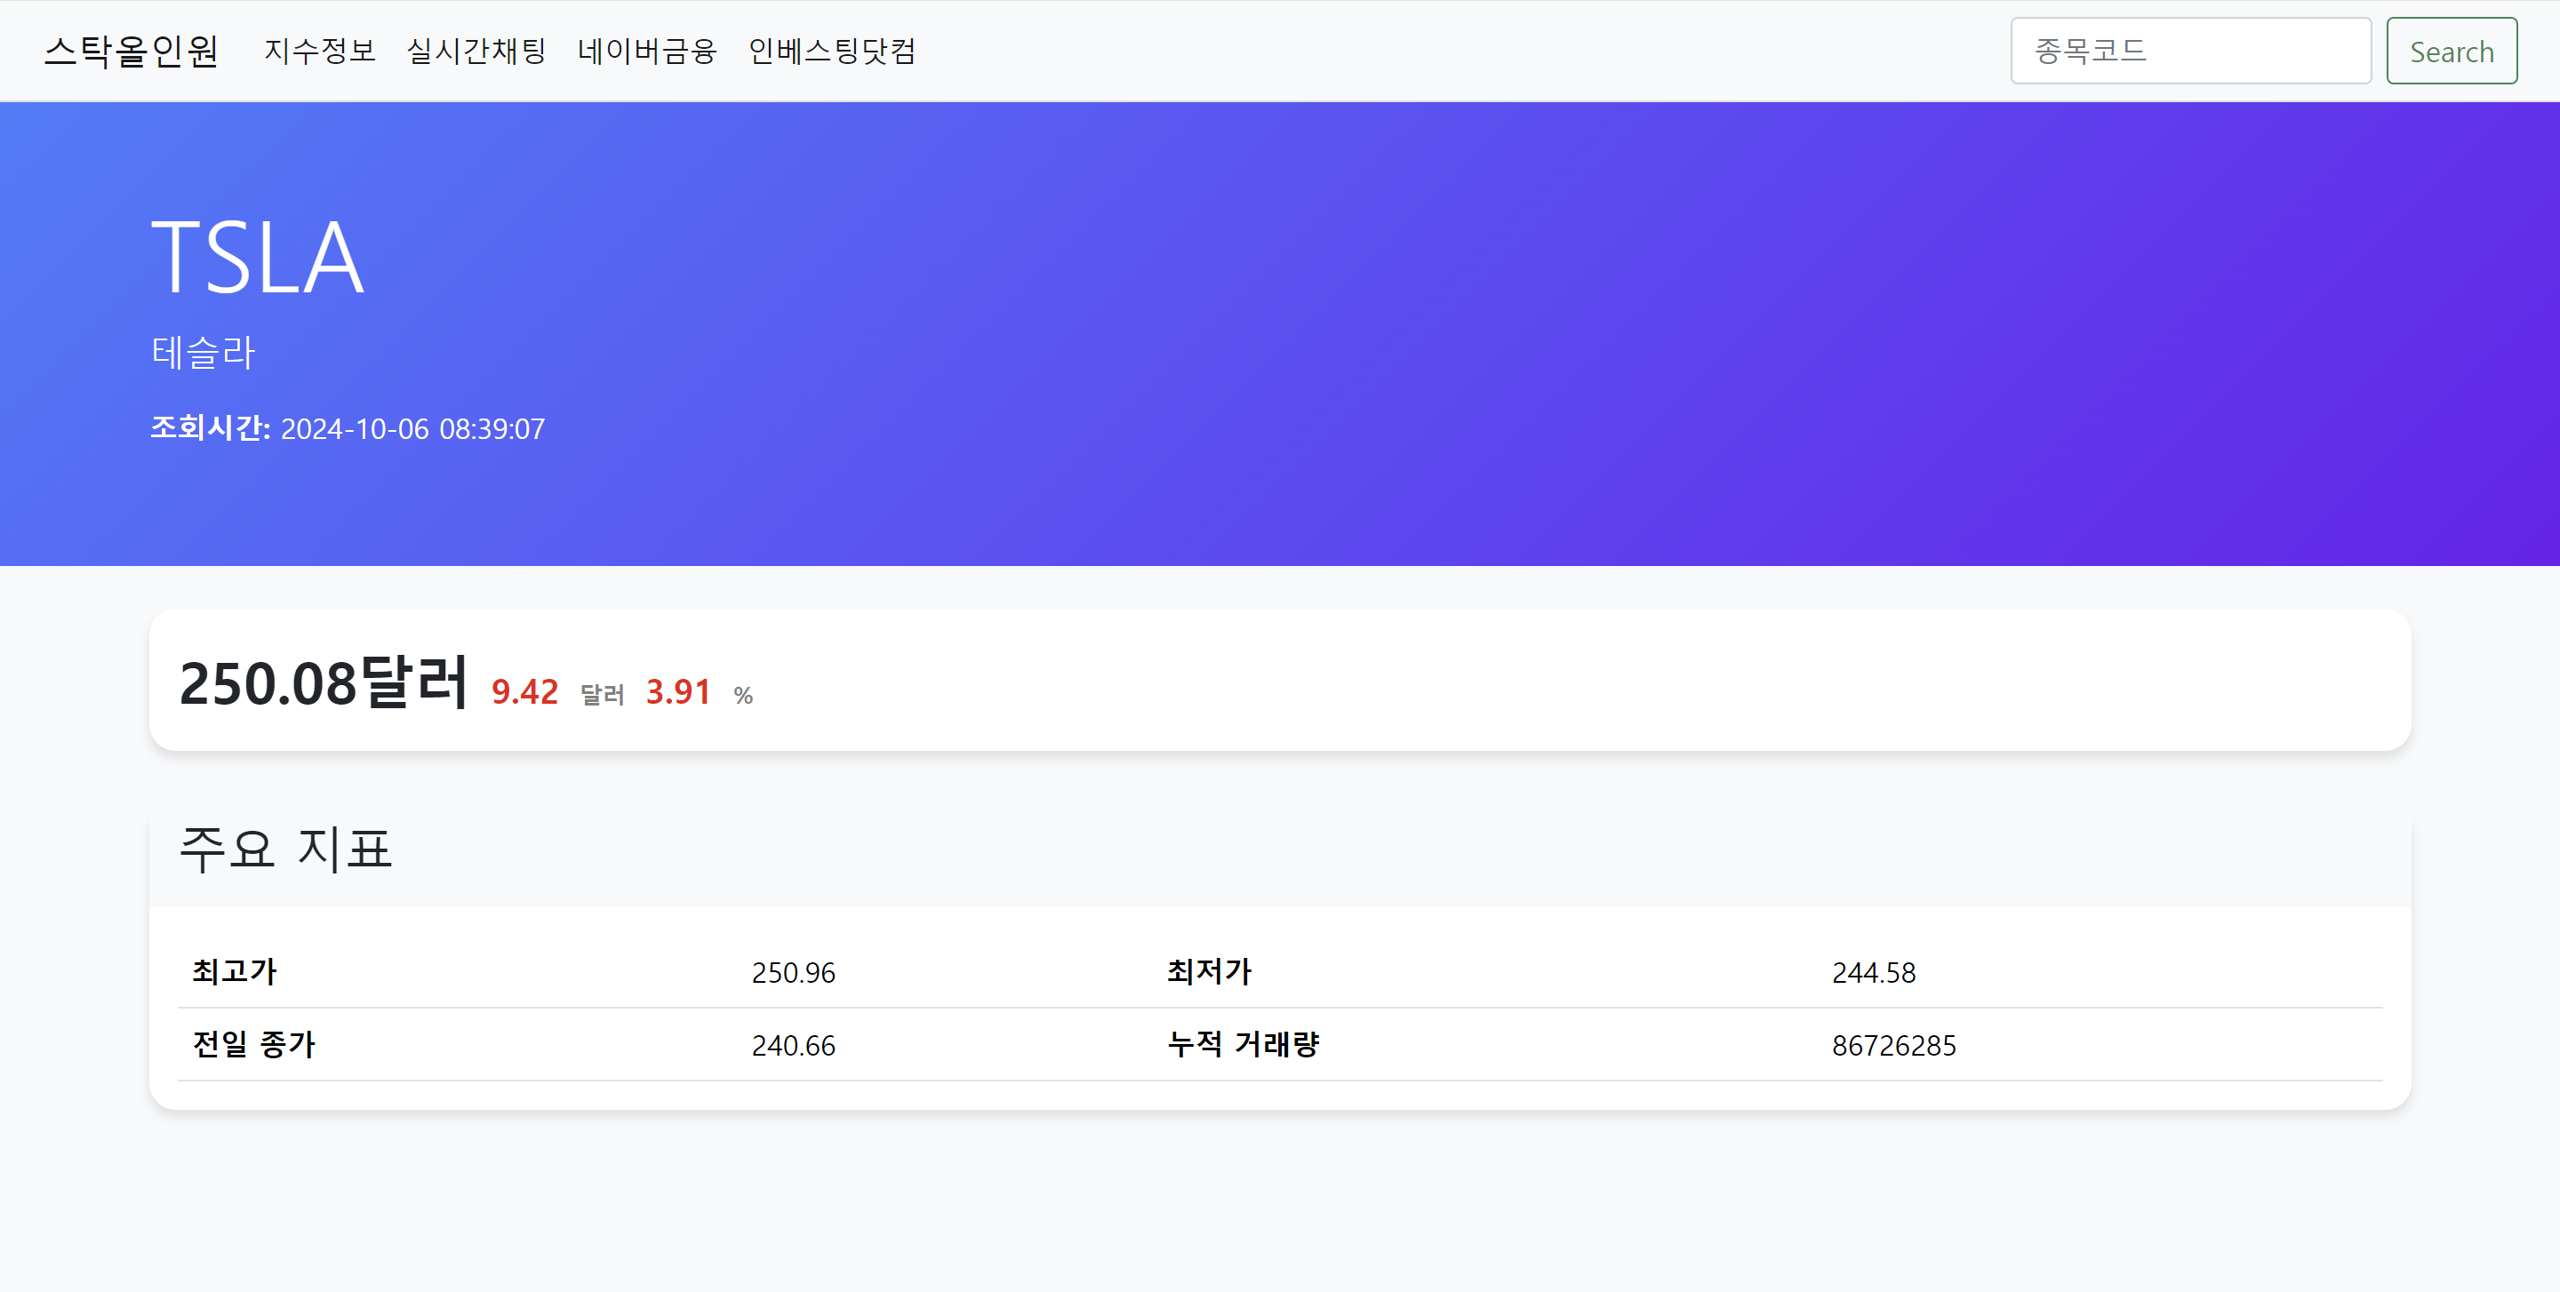 스탁올인원 지수정보 실시간채팅 네이버금융 인베스팅닷컴 종목코드 Search
TSLA
테슬라
조회시간: 2024-10-06 08:39:07
250.08달러 9.42 달러 3.91 %
주요 지표
최고가 250.96 최저가 244.58
전일 종가 240.66 누적 거래량 86726285